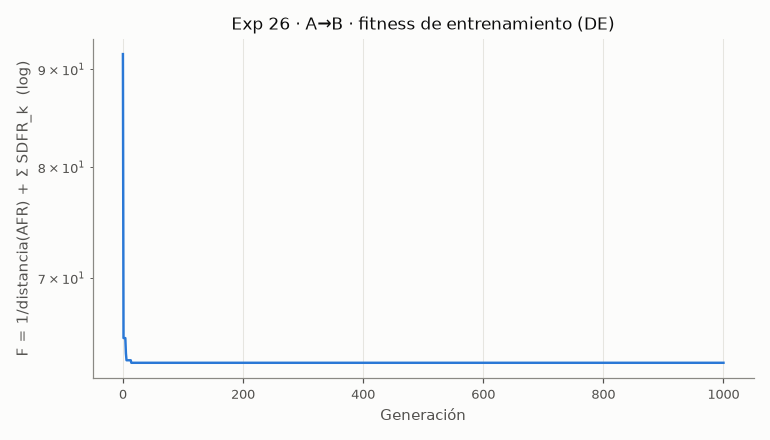 Exp 26 · A→B · fitness de entrenamiento (DE)
F = 1/distancia(AFR) + Σ SDFR_k (log)
9 × 10¹
8 × 10¹
7 × 10¹
0 200 400 600 800 1000
Generación